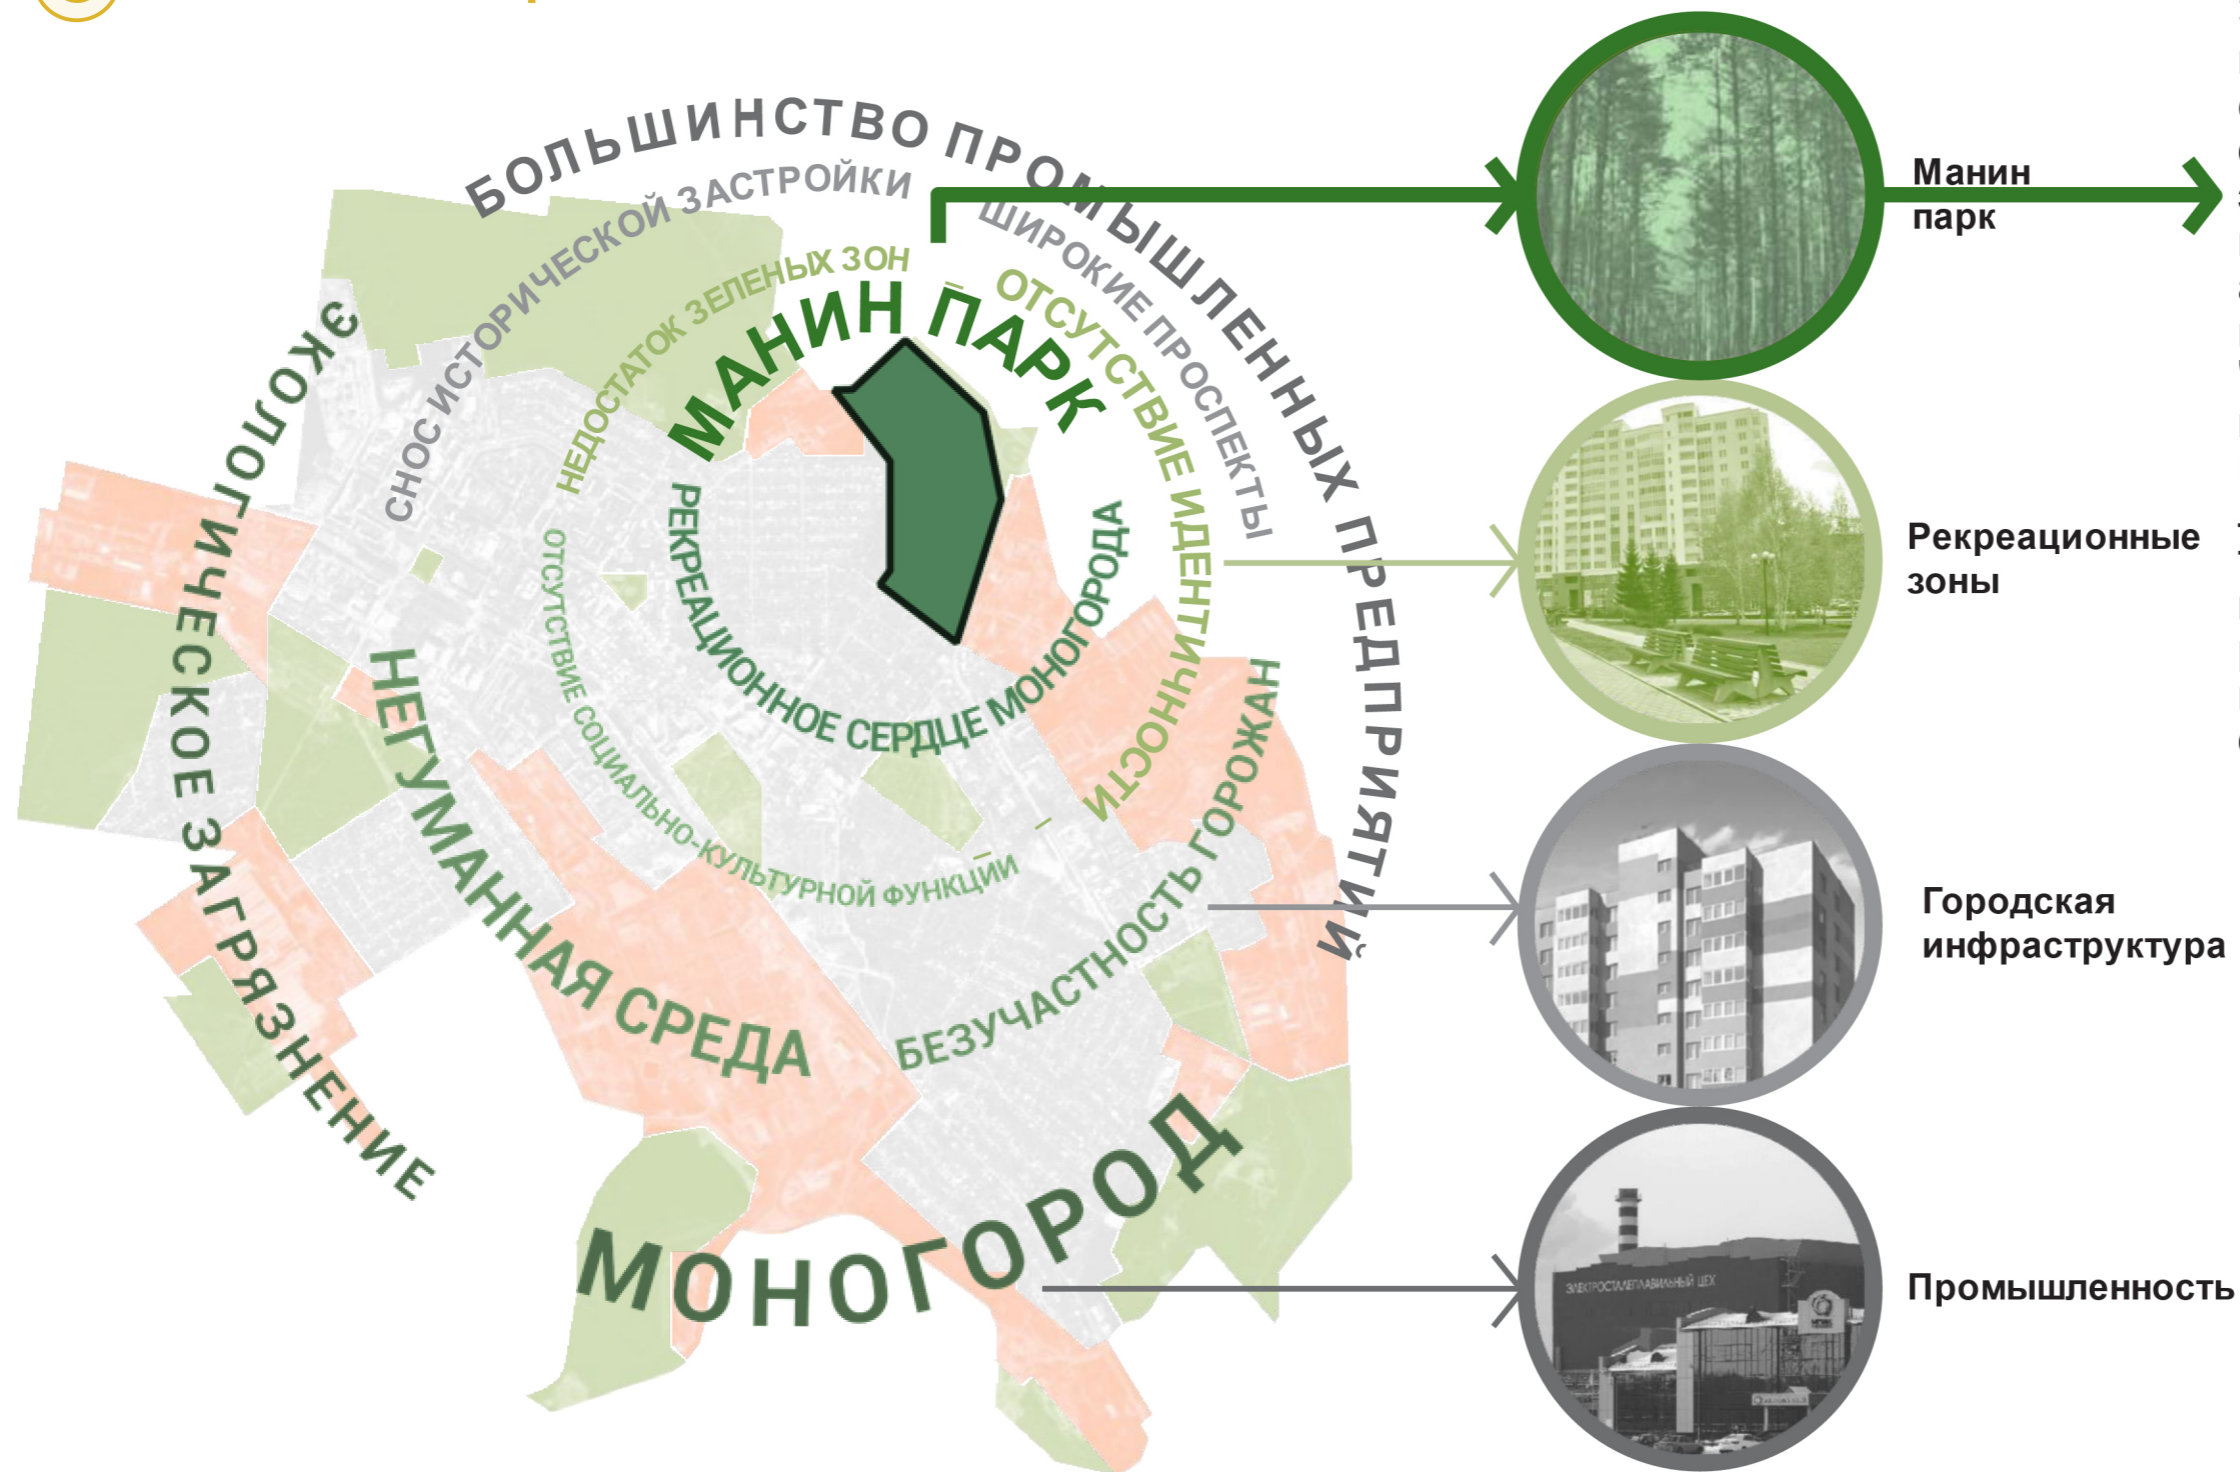 БОЛЬШИНСТВО ПРОМЫШЛЕННЫХ ПРЕДПРИЯТИЙ
СНОС ИСТОРИЧЕСКОЙ ЗАСТРОЙКИ
ШИРОКИЕ ПРОСПЕКТЫ
НЕДОСТАТОК ЗЕЛЕНЫХ ЗОН
ОТСУТСТВИЕ ИДЕНТИЧНОСТИ
МАНИН ПАРК
РЕКРЕАЦИОННОЕ СЕРДЦЕ МОНОГОРОДА
ОТСУТСТВИЕ СОЦИАЛЬНО-КУЛЬТУРНОЙ ФУНКЦИИ
ЭКОЛОГИЧЕСКОЕ ЗАГРЯЗНЕНИЕ
НЕГУМАННАЯ СРЕДА
БЕЗУЧАСТНОСТЬ ГОРОЖАН
МОНОГОРОД
Манин
парк
Рекреационные
зоны
Городская
инфраструктура
ЭЛЕКТРОСТАЛЕПЛАВИЛЬНЫЙ ЦЕХ
Промышленность